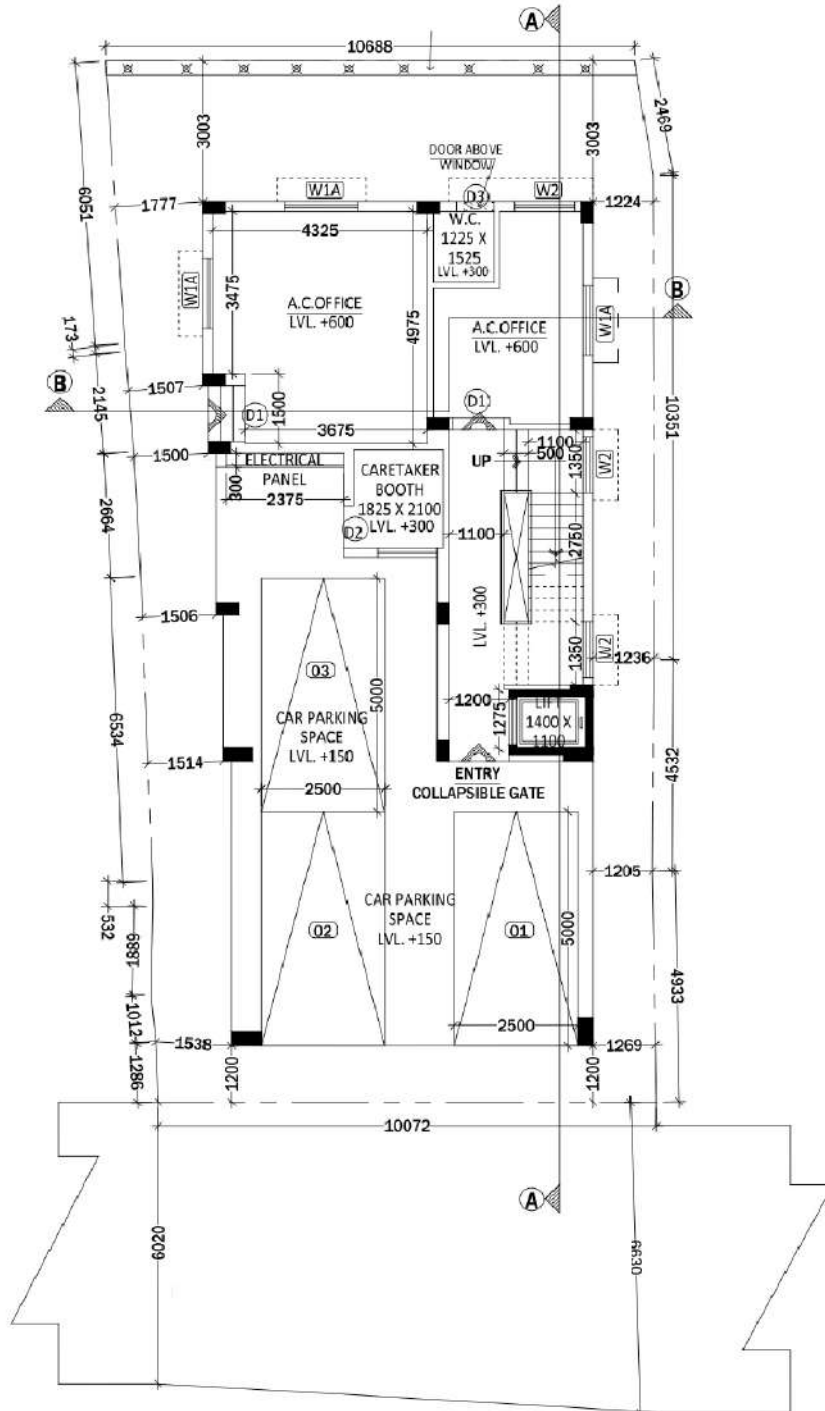 A
10688
2469
3003
3003
DOOR ABOVE
WINDOW
W1A
D3
W2
6051
1777
1224
4325
W.C.
1225 X
1525
LVL. +300
W1A
3475
A.C.OFFICE
LVL. +600
4975
A.C.OFFICE
LVL. +600
W1A
B
173
B
1507
D1
1500
D1
10351
2145
3675
1500
ELECTRICAL
PANEL
300
2375
CARETAKER
BOOTH
1825 X 2100
LVL. +300
D2
UP
1100
500
1350
W2
2664
1100
2750
1506
LVL +300
1350
W2
1236
03
5000
CAR PARKING
SPACE
LVL. +150
1200
1275
LIFT
1400 X
1100
6534
1514
2500
ENTRY
COLLAPSIBLE GATE
4532
1205
532
1889
CAR PARKING
SPACE
LVL. +150
02
01
5000
4933
1012
2500
1538
1269
1286
1200
1200
10072
A
6020
6630